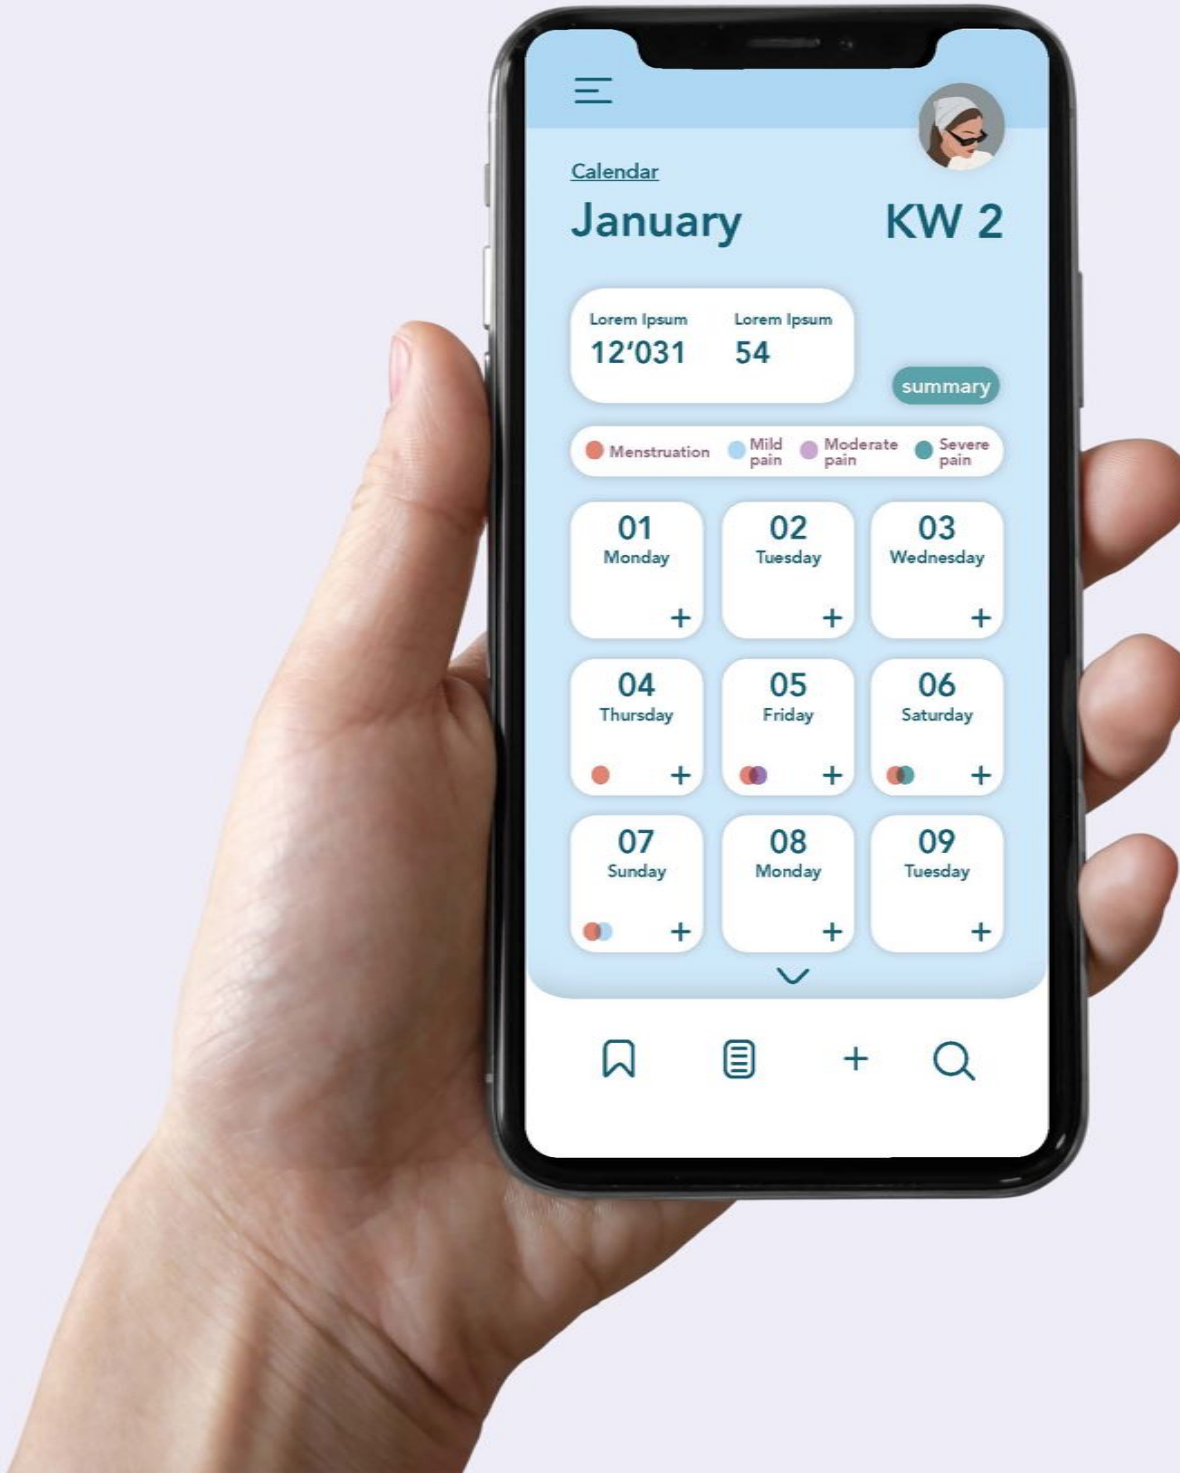 Calendar
January KW 2
Lorem Ipsum Lorem Ipsum
12’031 54
summary
Menstruation
Mild
pain
Moderate
pain
Severe
pain
01 02 03
Monday Tuesday Wednesday
+ + +
04 05 06
Thursday Friday Saturday
+ + +
07 08 09
Sunday Monday Tuesday
+ + +
+